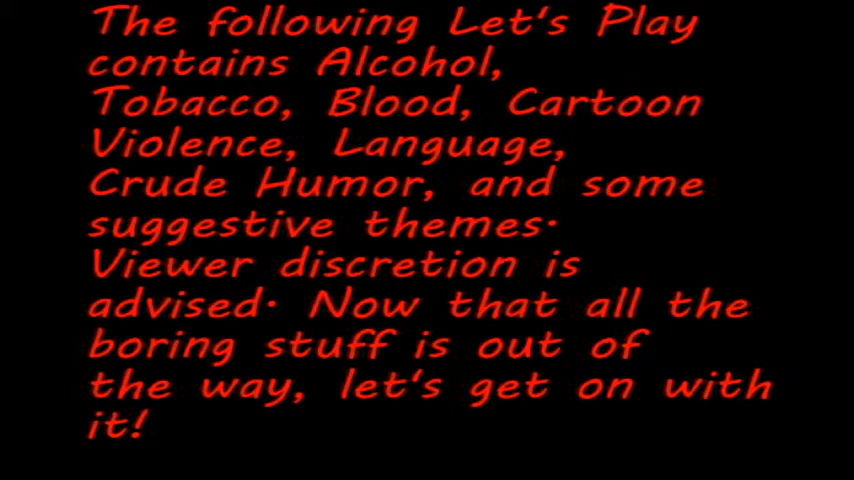 The following Let's Play
contains Alcohol,
Tobacco, Blood, Cartoon
Violence, Language,
Crude Humor, and some
suggestive themes.
Viewer discretion is
advised. Now that all the
boring stuff is out of
the way, let's get on with
it!